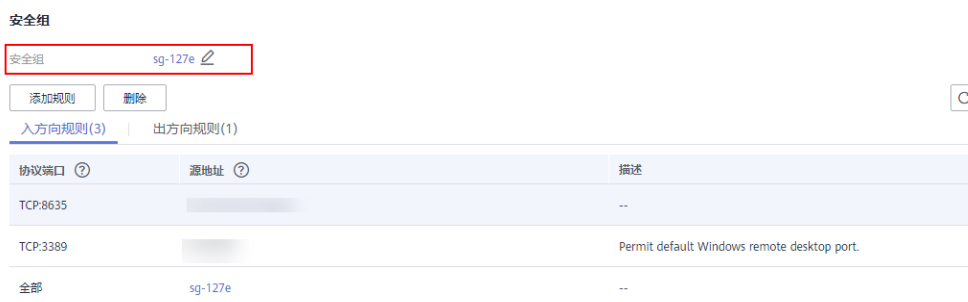 安全组
安全组 sg-127e
添加规则 删除
入方向规则(3) 出方向规则(1)
协议端口 ? 源地址 ? 描述
TCP:8635 --
TCP:3389 Permit default Windows remote desktop port.
全部 sg-127e --